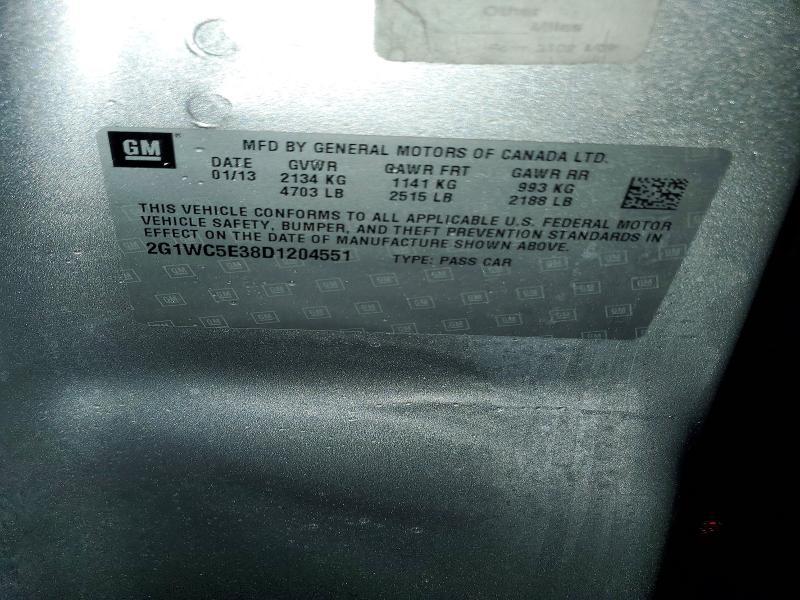 Other
Miles
GM
MFD BY GENERAL MOTORS OF CANADA LTD.
DATE GVWR GAWR FRT GAWR RR
01/13 2134 KG 1141 KG 993 KG
4703 LB 2515 LB 2188 LB
THIS VEHICLE CONFORMS TO ALL APPLICABLE U.S. FEDERAL MOTOR
VEHICLE SAFETY, BUMPER, AND THEFT PREVENTION STANDARDS IN
EFFECT ON THE DATE OF MANUFACTURE SHOWN ABOVE.
2G1WC5E38D1204551 TYPE: PASS CAR